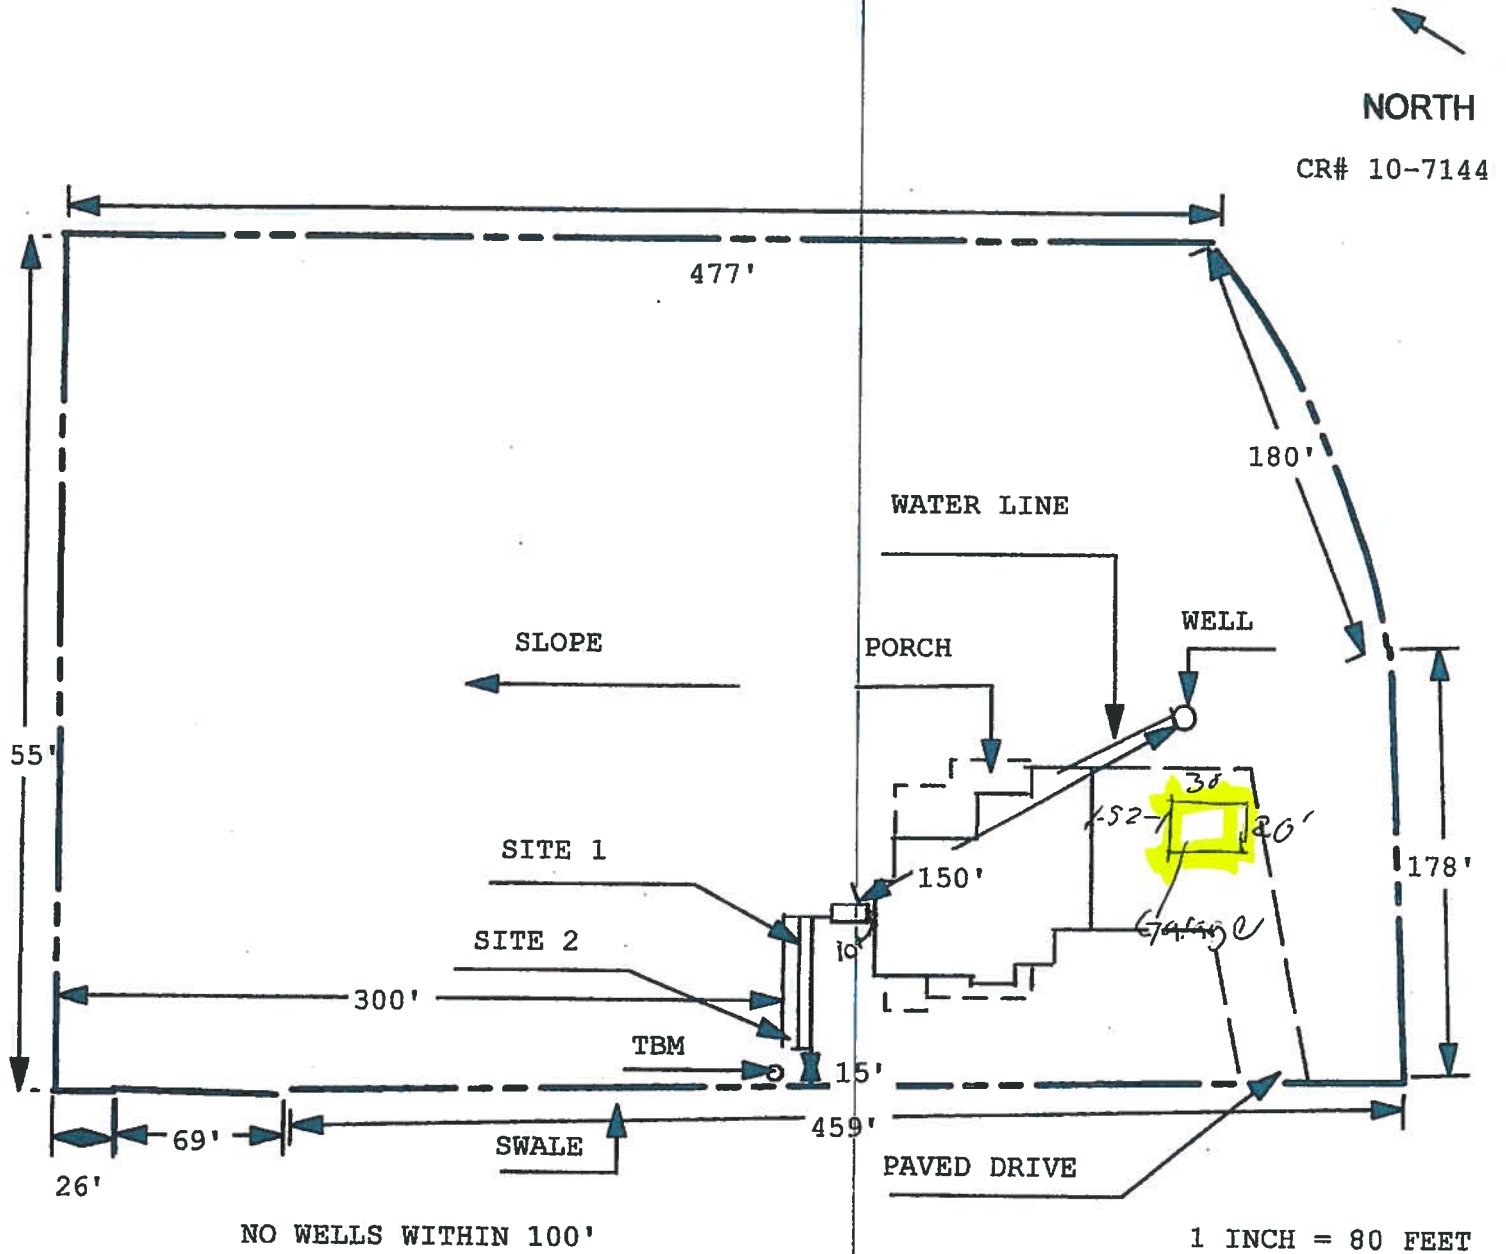 NORTH
CR# 10-7144
477'
180'
WATER LINE
WELL
SLOPE
PORCH
55'
30
52
20'
SITE 1
150'
178'
SITE 2
Garage
10'
300'
TBM
15'
459'
69'
SWALE
26'
PAVED DRIVE
NO WELLS WITHIN 100'
1 INCH = 80 FEET